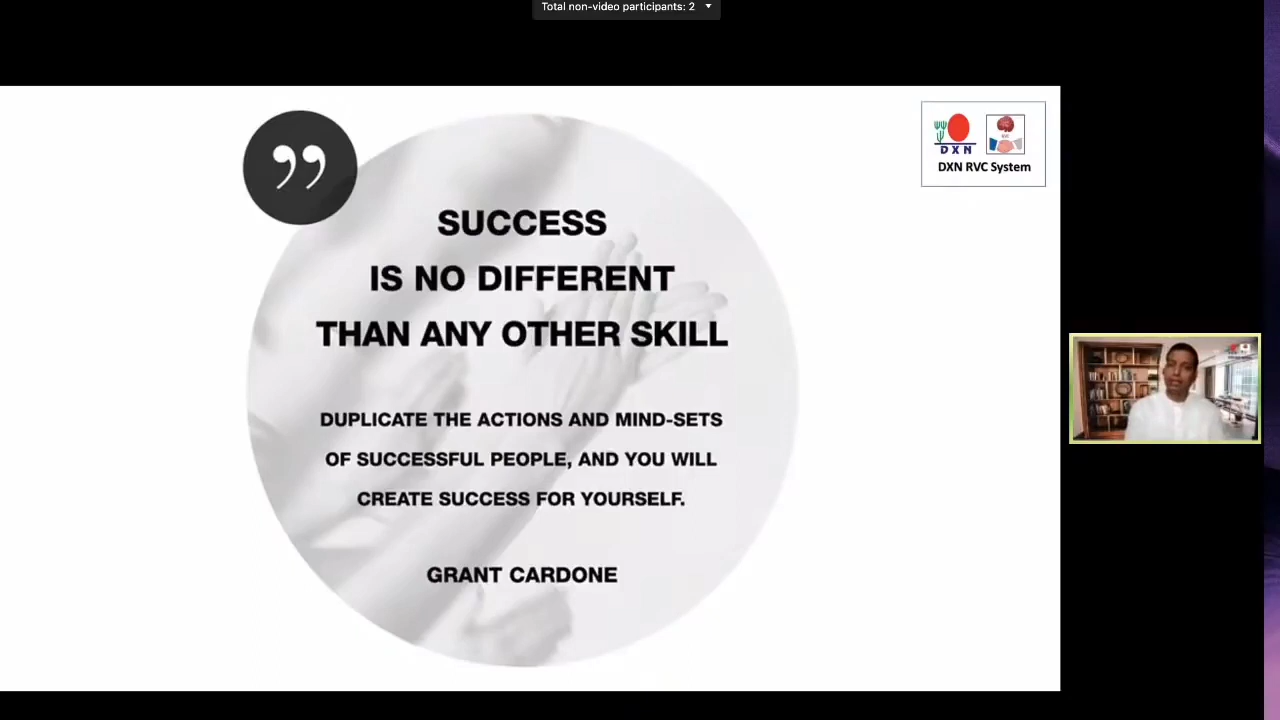 Total non-video participants: 2
DXN
DXN RVC System
SUCCESS
IS NO DIFFERENT
THAN ANY OTHER SKILL
DUPLICATE THE ACTIONS AND MIND-SETS
OF SUCCESSFUL PEOPLE, AND YOU WILL
CREATE SUCCESS FOR YOURSELF.
GRANT CARDONE